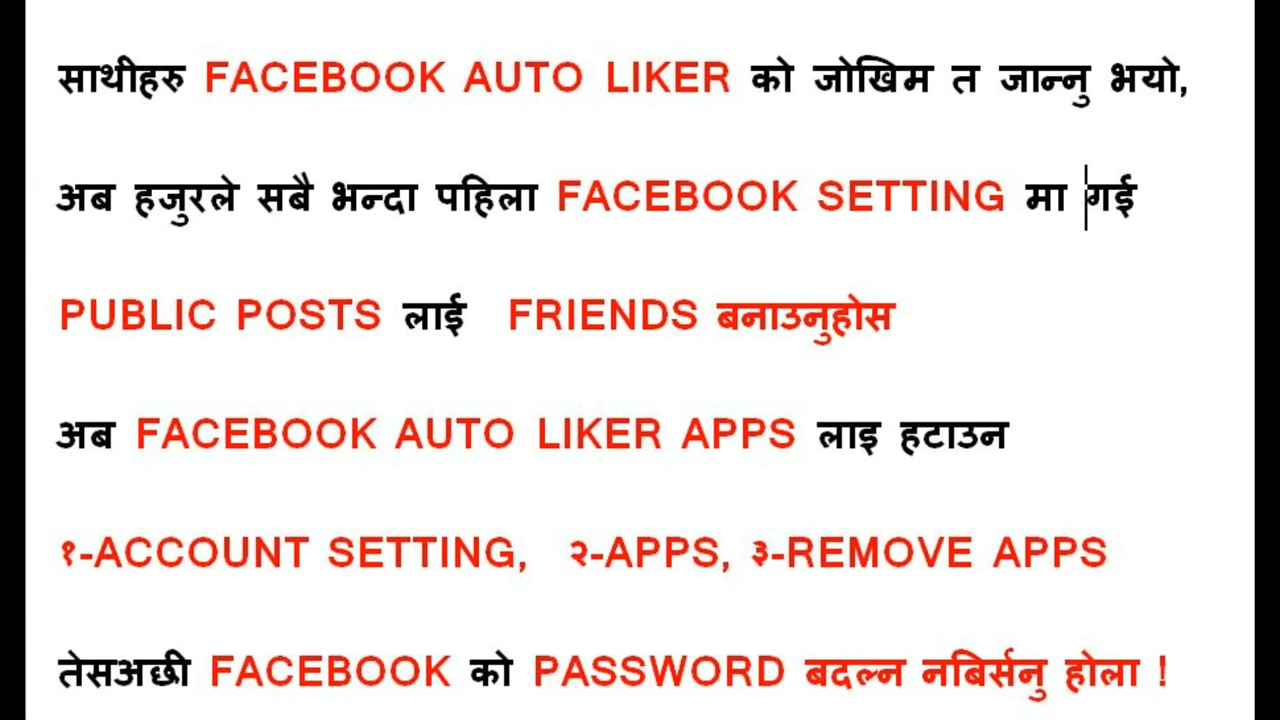 साथीहरु FACEBOOK AUTO LIKER को जोखिम त जान्नु भयो,
अब हजुरले सबै भन्दा पहिला FACEBOOK SETTING मा गई
PUBLIC POSTS लाई FRIENDS बनाउनुहोस
अब FACEBOOK AUTO LIKER APPS लाइ हटाउन
१-ACCOUNT SETTING, २-APPS, ३-REMOVE APPS
तेसअछी FACEBOOK को PASSWORD बदल्न नबिर्सनु होला !